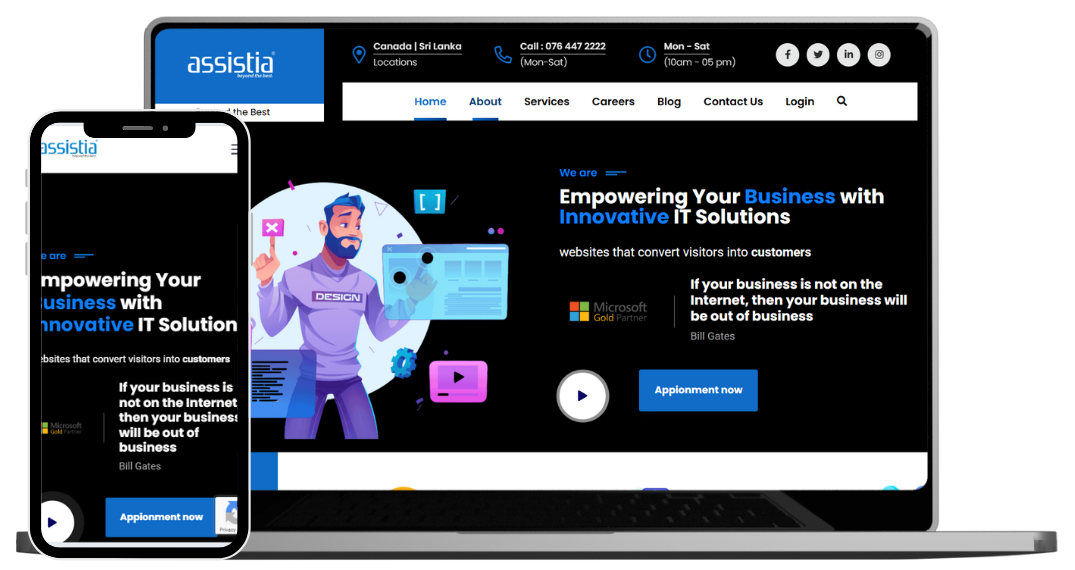 assistia
beyond the best.
Canada | Sri Lanka
Locations
Call : 076 447 2222
(Mon-Sat)
Mon - Sat
(10am - 05 pm)
the Best
Home About Services Careers Blog Contact Us Login
We are
Empowering Your Business with
Innovative IT Solutions
websites that convert visitors into customers
Microsoft
Gold Partner
If your business is not on the
Internet, then your business will
be out of business
Bill Gates
Appionment now
DESIGN
[ ]
assistia
beyond the best.
e are
mpowering Your
usiness with
nnovative IT Solution
ebsites that convert visitors into customers
Microsoft
Gold Partner
If your business is
not on the Internet
then your business
will be out of
business
Bill Gates
Appionment now
Privacy